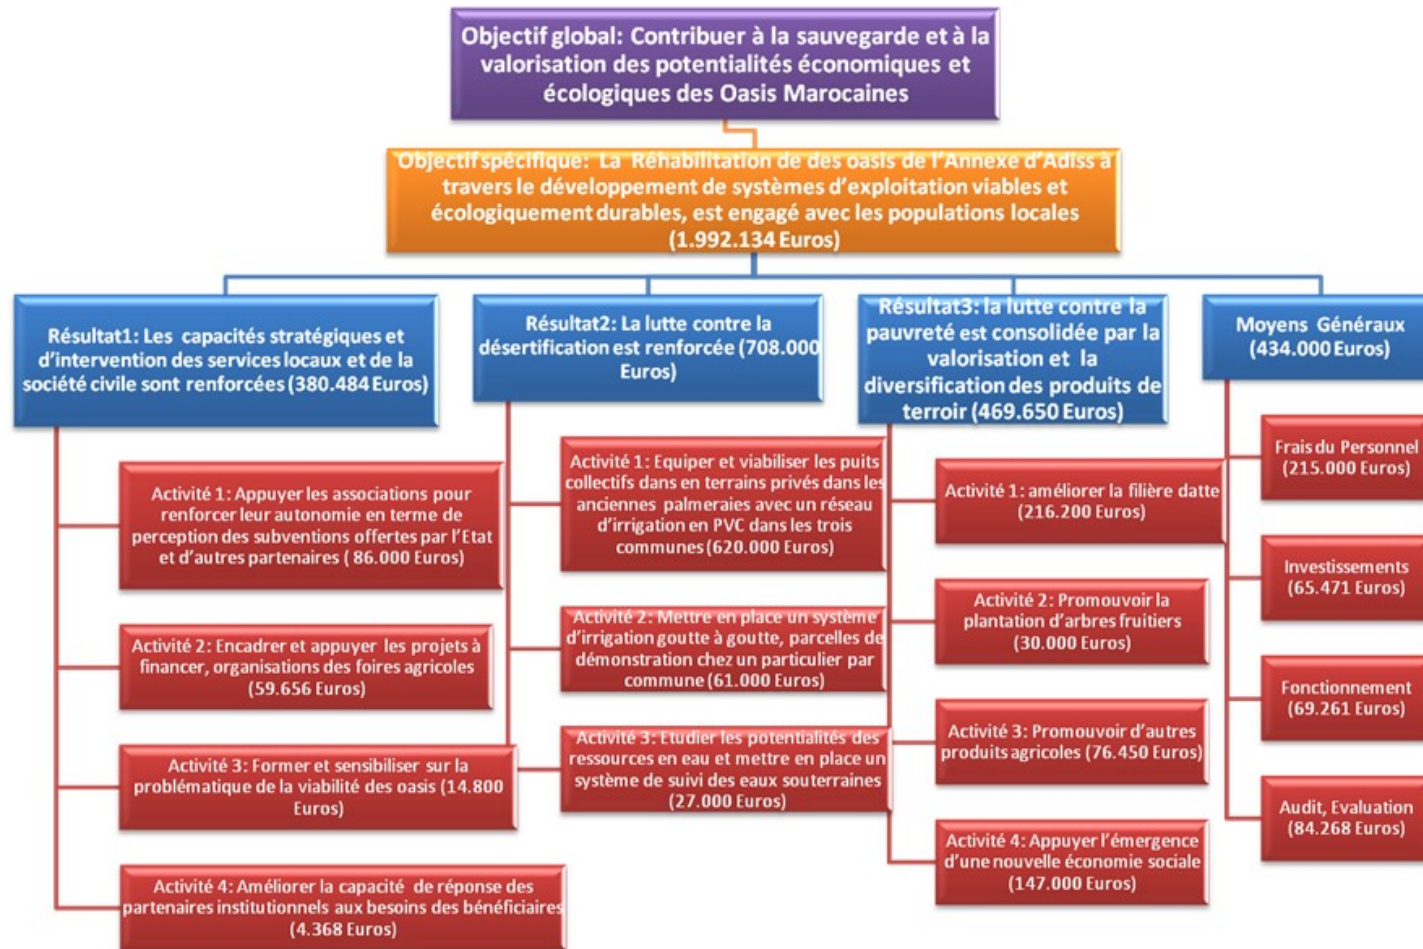 Objectif global: Contribuer à la sauvegarde et à la
valorisation des potentialités économiques et
écologiques des Oasis Marocaines
Objectif spécifique: La Réhabilitation de des oasis de l'Annexe d'Adiss à
travers le développement de systèmes d'exploitation viables et
écologiquement durables, est engagé avec les populations locales
(1.992.134 Euros)
Résultat1: Les capacités stratégiques et
d'intervention des services locaux et de la
société civile sont renforcées (380.484 Euros)
Activité 1: Appuyer les associations pour
renforcer leur autonomie en terme de
perception des subventions offertes par l'Etat
et d'autres partenaires ( 86.000 Euros)
Activité 2: Encadrer et appuyer les projets à
financer, organisations des foires agricoles
(59.656 Euros)
Activité 3: Former et sensibiliser sur la
problématique de la viabilité des oasis (14.800
Euros)
Activité 4: Améliorer la capacité de réponse des
partenaires institutionnels aux besoins des bénéficiaires
(4.368 Euros)
Résultat2: La lutte contre la
désertification est renforcée (708.000
Euros)
Activité 1: Equiper et viabiliser les puits
collectifs dans en terrains privés dans les
anciennes palmeraies avec un réseau
d'irrigation en PVC dans les trois
communes (620.000 Euros)
Activité 2: Mettre en place un système
d'irrigation goutte à goutte, parcelles de
démonstration chez un particulier par
commune (61.000 Euros)
Activité 3: Etudier les potentialités des
ressources en eau et mettre en place un
système de suivi des eaux souterraines
(27.000 Euros)
Résultat3: la lutte contre la
pauvreté est consolidée par la
valorisation et la
diversification des produits de
terroir (469.650 Euros)
Activité 1: améliorer la filière datte
(216.200 Euros)
Activité 2: Promouvoir la
plantation d'arbres fruitiers
(30.000 Euros)
Activité 3: Promouvoir d'autres
produits agricoles (76.450 Euros)
Activité 4: Appuyer l'émergence
d'une nouvelle économie sociale
(147.000 Euros)
Moyens Généraux
(434.000 Euros)
Frais du Personnel
(215.000 Euros)
Investissements
(65.471 Euros)
Fonctionnement
(69.261 Euros)
Audit, Evaluation
(84.268 Euros)